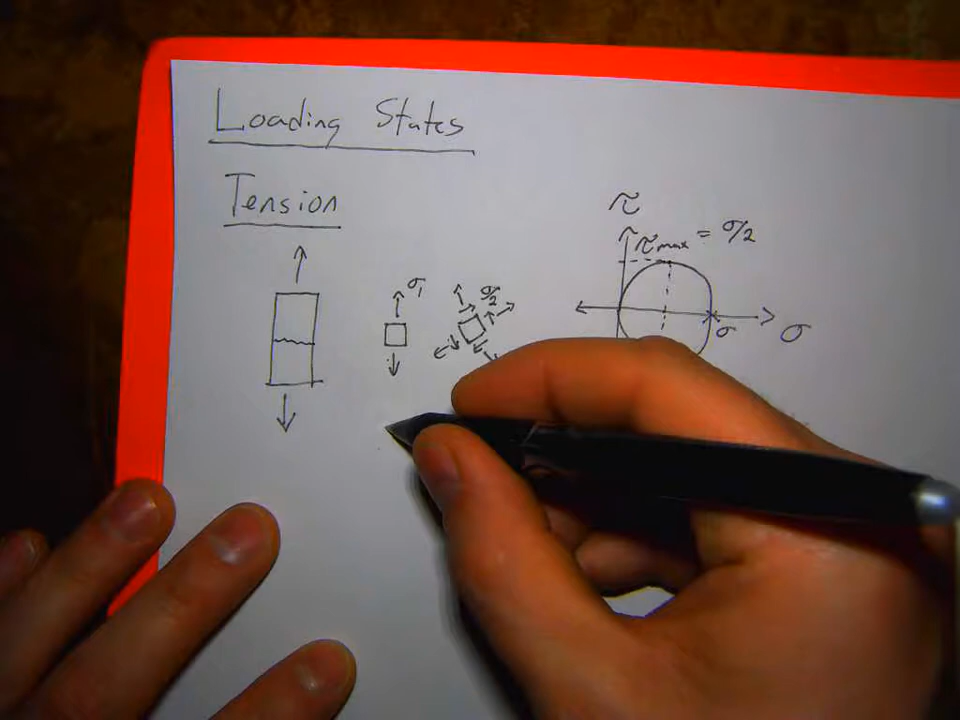 Loading States
Tension
τ
τmax = σ/2
σ
σ/2
σ
σ